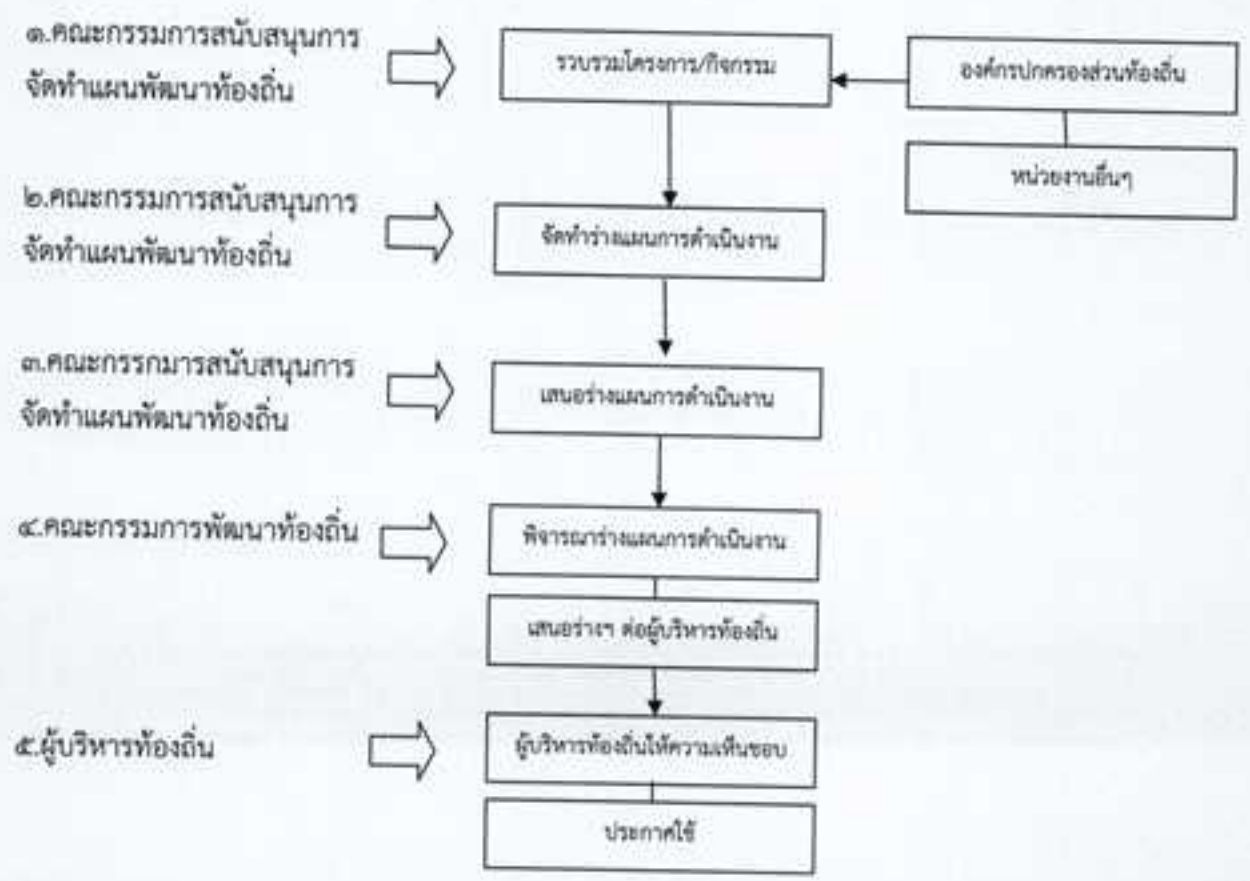 ๑.คณะกรรมการสนับสนุนการ
จัดทำแผนพัฒนาท้องถิ่น
รวบรวมโครงการ/กิจกรรม
องค์กรปกครองส่วนท้องถิ่น
หน่วยงานอื่นๆ
๒.คณะกรรมการสนับสนุนการ
จัดทำแผนพัฒนาท้องถิ่น
จัดทำร่างแผนการดำเนินงาน
๓.คณะกรรกมารสนับสนุนการ
จัดทำแผนพัฒนาท้องถิ่น
เสนอร่างแผนการดำเนินงาน
๔.คณะกรรมการพัฒนาท้องถิ่น
พิจารณาร่างแผนการดำเนินงาน
เสนอร่างฯ ต่อผู้บริหารท้องถิ่น
๕.ผู้บริหารท้องถิ่น
ผู้บริหารท้องถิ่นให้ความเห็นชอบ
ประกาศใช้